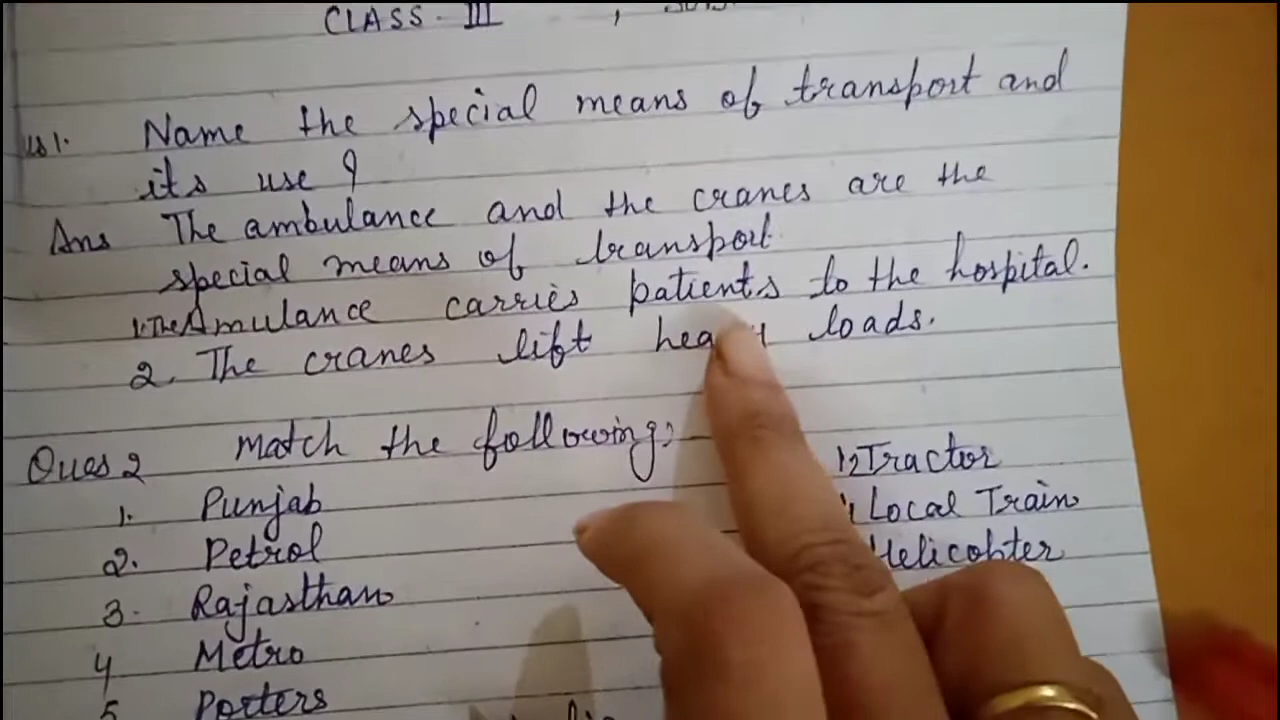 CLASS - III ,
Name the special means of transport and
its use ?
Ans The ambulance and the cranes are the
special means of transport
1. The Amulance carries patients to the hospital.
2. The cranes lift heavy loads.
Ques 2 Match the following:
1. Punjab Tractor
2. Petrol Local Train
3. Rajasthan Helicopter
4 Metro
5 Porters